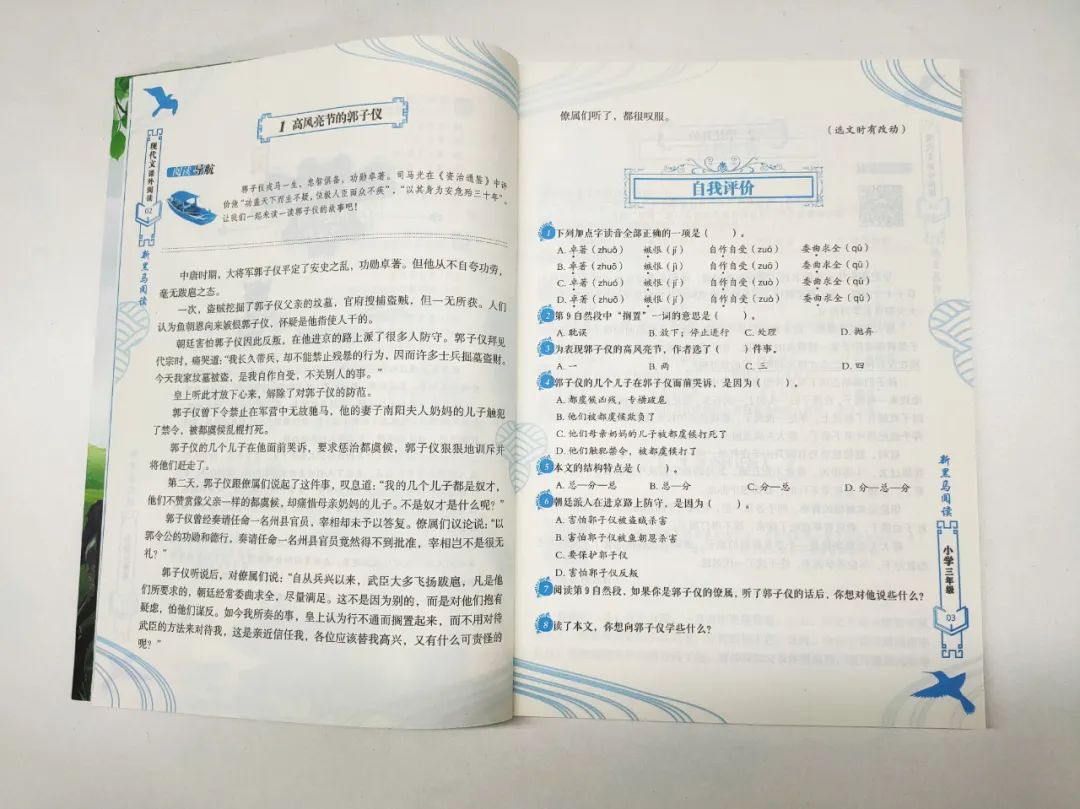 现代文课外阅读
02
新黑马阅读
1 高风亮节的郭子仪
阅读导航
郭子仪戎马一生,忠智俱备,功勋卓著。司马光在《资治通鉴》中评
价他“功盖天下而主不疑,位极人臣而众不疾”,“以其身为安危殆三十年”。
让我们一起来读一读郭子仪的故事吧!
中唐时期,大将军郭子仪平定了安史之乱,功勋卓著。但他从不自夸功劳,
毫无跋扈之态。
一次,盗贼挖掘了郭子仪父亲的坟墓,官府搜捕盗贼,但一无所获。人们
认为鱼朝恩向来嫉恨郭子仪,怀疑是他指使人干的。
朝廷害怕郭子仪因此反叛,在他进京的路上派了很多人防守。郭子仪拜见
代宗时,痛哭道:“我长久带兵,却不能禁止残暴的行为,因而许多士兵掘墓盗财。
今天我家坟墓被盗,是我自作自受,不关别人的事。”
皇上听此才放下心来,解除了对郭子仪的防范。
郭子仪曾下令禁止在军营中无故驰马,他的妻子南阳夫人奶妈的儿子触犯
了禁令,被都虞候乱棍打死。
郭子仪的几个儿子在他面前哭诉,要求惩治都虞候,郭子仪狠狠地训斥并
将他们赶走了。
第二天,郭子仪跟僚属们说起了这件事,叹息道:“我的几个儿子都是奴才,
他们不赞赏像父亲一样的都虞候,却痛惜母亲奶妈的儿子。不是奴才是什么呢?”
郭子仪曾经奏请任命一名州县官员,宰相却未予以答复。僚属们议论说:“以
郭令公的功勋和德行,奏请任命一名州县官员竟然得不到批准,宰相岂不是很无
礼?”
郭子仪听说后,对僚属们说:“自从兵兴以来,武臣大多飞扬跋扈,凡是他
们所要求的,朝廷经常委曲求全,尽量满足。这不是因为别的,而是对他们抱有
疑虑,怕他们谋反。如今我所奏的事,皇上认为行不通而搁置起来,而不用对待
武臣的方法来对待我,这是亲近信任我,各位应该替我高兴,又有什么可责怪的
呢?”
僚属们听了,都很叹服。
(选文时有改动)
自我评价
1 下列加点字读音全部正确的一项是( )。
A. 卓著(zhuō) 嫉恨(jí) 自作自受(zuó) 委曲求全(qǔ)
B. 卓著(zhuō) 嫉恨(jì) 自作自受(zuò) 委曲求全(qū)
C. 卓著(zhuó) 嫉恨(jí) 自作自受(zuò) 委曲求全(qū)
D. 卓著(zhuó) 嫉恨(jì) 自作自受(zuò) 委曲求全(qǔ)
2 第9自然段中“搁置”一词的意思是( )。
A. 耽误 B. 放下;停止进行 C. 处理 D. 抛弃
3 为表现郭子仪的高风亮节,作者选了( )件事。
A. 一 B. 两 C. 三 D. 四
4 郭子仪的几个儿子在郭子仪面前哭诉,是因为( )。
A. 都虞候凶残,专横跋扈
B. 他们被都虞候欺负了
C. 他们母亲奶妈的儿子被都虞候打死了
D. 他们触犯禁令,被都虞候打了
5 本文的结构特点是( )。
A. 总—分—总 B. 总—分 C. 分—总 D. 分—总—分
6 朝廷派人在进京路上防守,是因为( )。
A. 害怕郭子仪被盗贼杀害
B. 害怕郭子仪被鱼朝恩杀害
C. 要保护郭子仪
D. 害怕郭子仪反叛
7 阅读第9自然段,如果你是郭子仪的僚属,听了郭子仪的话后,你想对他说些什么?
8 读了本文,你想向郭子仪学些什么?
新黑马阅读
小学三年级
03